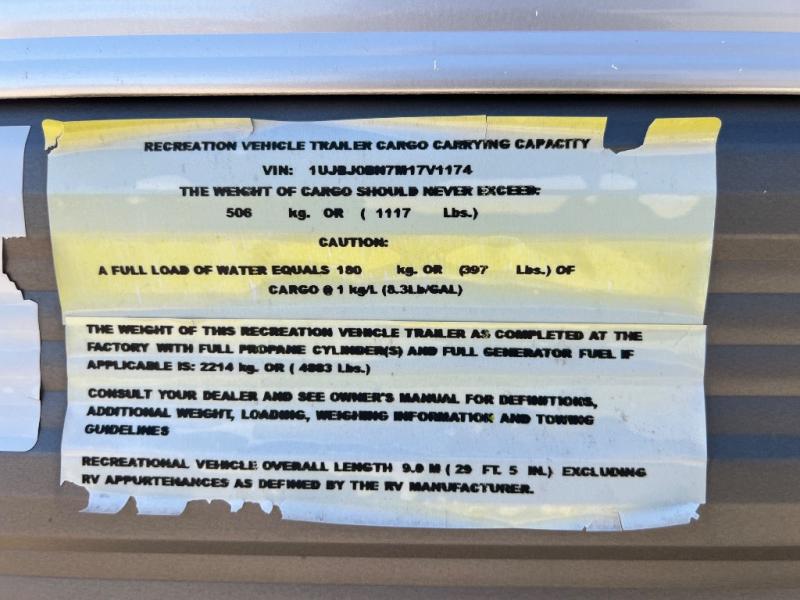 RECREATION VEHICLE TRAILER CARGO CARRYING CAPACITY
VIN: 1UJBJ0BN7M17V1174
THE WEIGHT OF CARGO SHOULD NEVER EXCEED:
506 kg. OR ( 1117 Lbs.)
CAUTION:
A FULL LOAD OF WATER EQUALS 180 kg. OR (397 Lbs.) OF
CARGO @ 1 kg/L (8.3Lb/GAL)
THE WEIGHT OF THIS RECREATION VEHICLE TRAILER AS COMPLETED AT THE
FACTORY WITH FULL PROPANE CYLINDER(S) AND FULL GENERATOR FUEL IF
APPLICABLE IS: 2214 kg. OR ( 4883 Lbs.)
CONSULT YOUR DEALER AND SEE OWNER'S MANUAL FOR DEFINITIONS,
ADDITIONAL WEIGHT, LOADING, WEIGHING INFORMATION AND TOWING
GUIDELINES
RECREATIONAL VEHICLE OVERALL LENGTH 9.0 M ( 29 FT. 5 IN.) EXCLUDING
RV APPURTENANCES AS DEFINED BY THE RV MANUFACTURER.